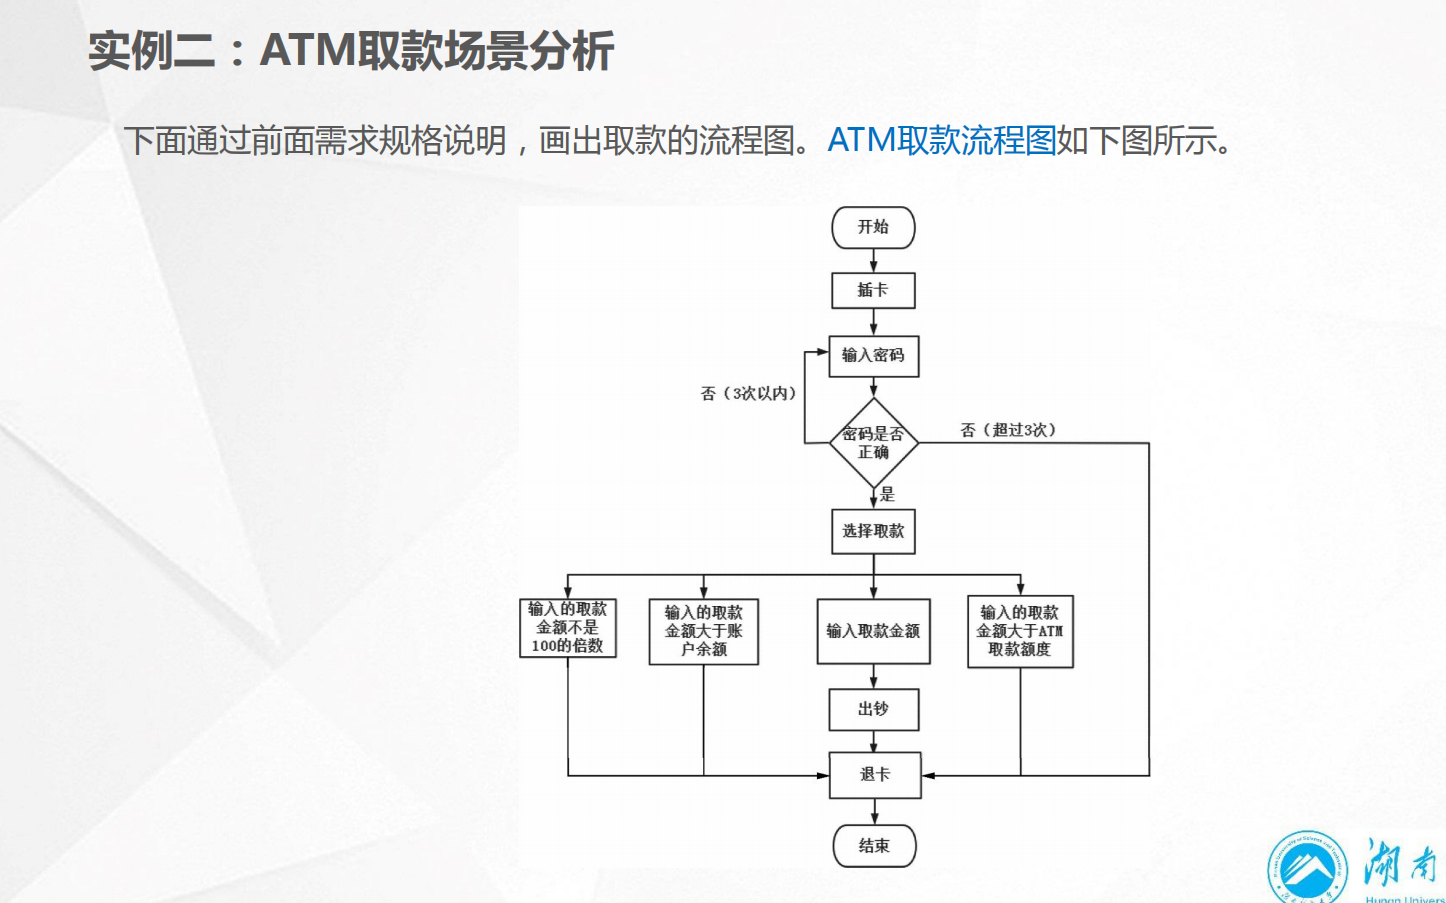 实例二：ATM取款场景分析
下面通过前面需求规格说明，画出取款的流程图。ATM取款流程图如下图所示。
开始
插卡
输入密码
否（3次以内）
密码是否
正确
否（超过3次）
是
选择取款
输入的取款
金额不是
100的倍数
输入的取款
金额大于账
户余额
输入取款金额
输入的取款
金额大于ATM
取款额度
出钞
退卡
结束
湖南